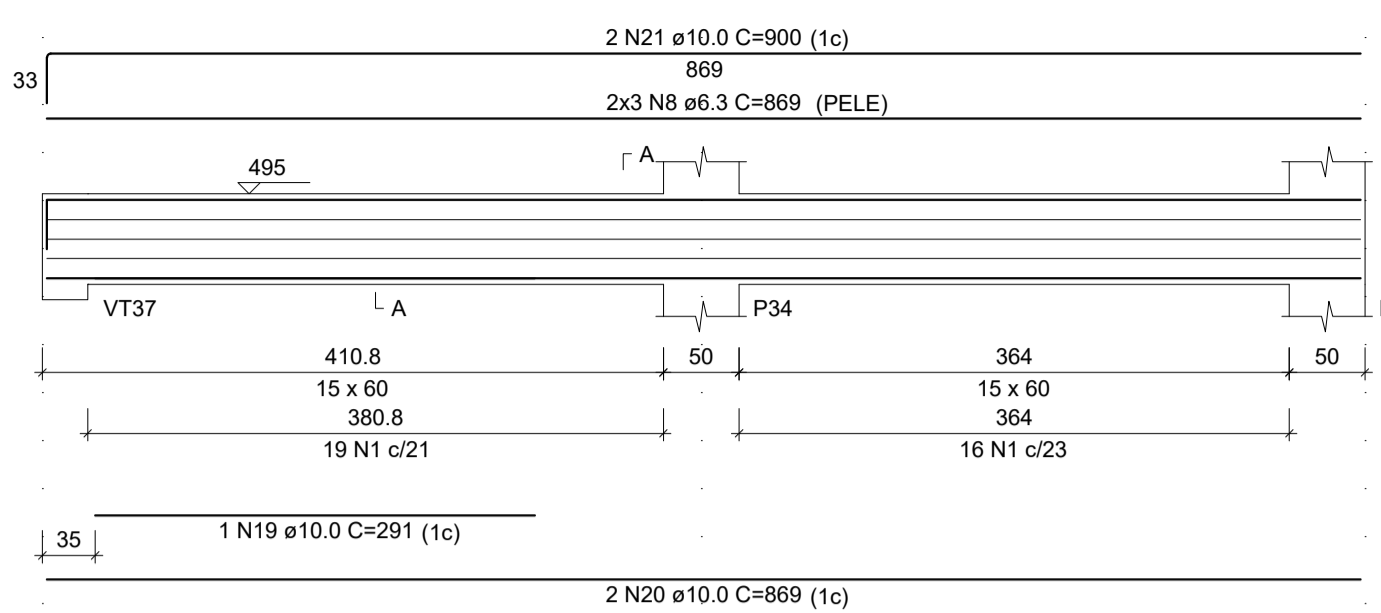 2 N21 ø10.0 C=900 (1c)
33
869
2x3 N8 ø6.3 C=869 (PELE)
A
495
VT37
A
P34
410.8
50
364
50
15 x 60
15 x 60
380.8
364
19 N1 c/21
16 N1 c/23
1 N19 ø10.0 C=291 (1c)
35
2 N20 ø10.0 C=869 (1c)